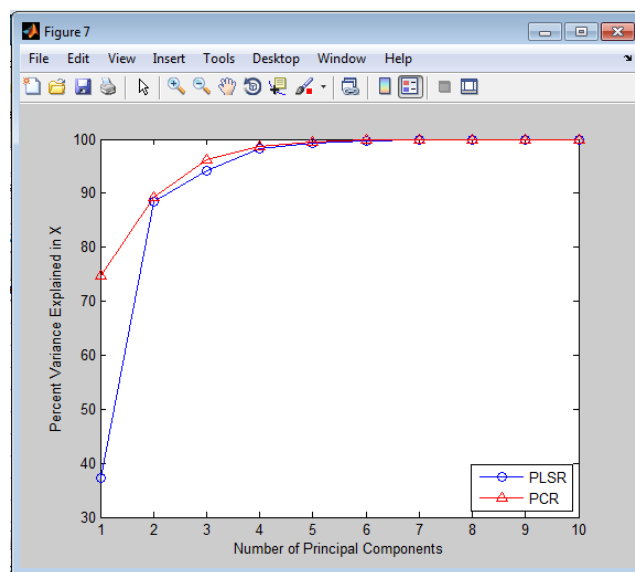 Figure 7
File Edit View Insert Tools Desktop Window Help
100
90
80
70
60
50
40
30
Percent Variance Explained in X
1 2 3 4 5 6 7 8 9 10
Number of Principal Components
PLSR
PCR